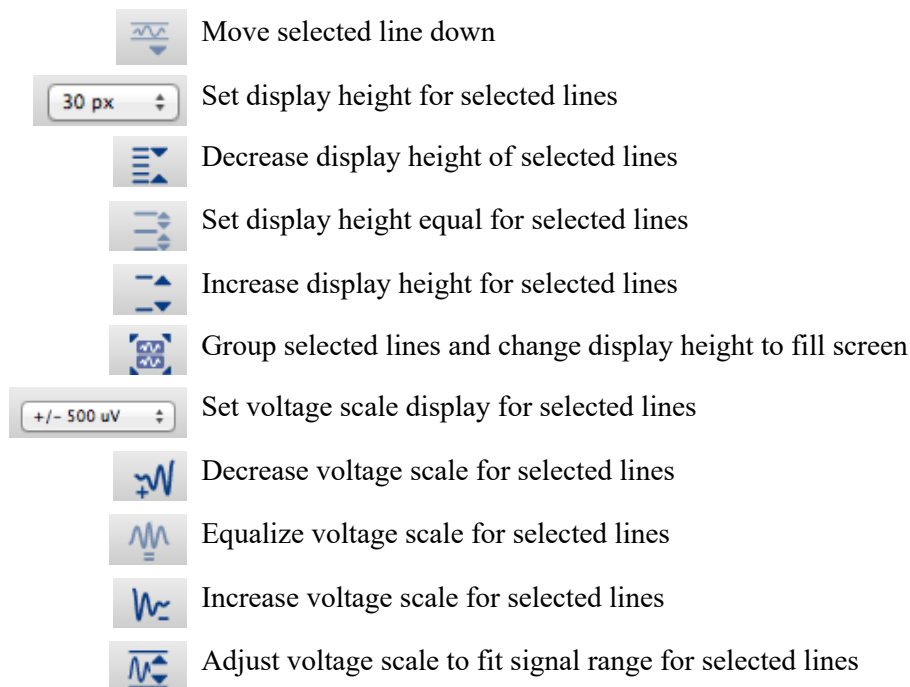 Move selected line down
30 px Set display height for selected lines
Decrease display height of selected lines
Set display height equal for selected lines
Increase display height for selected lines
Group selected lines and change display height to fill screen
+/- 500 uV Set voltage scale display for selected lines
Decrease voltage scale for selected lines
Equalize voltage scale for selected lines
Increase voltage scale for selected lines
Adjust voltage scale to fit signal range for selected lines